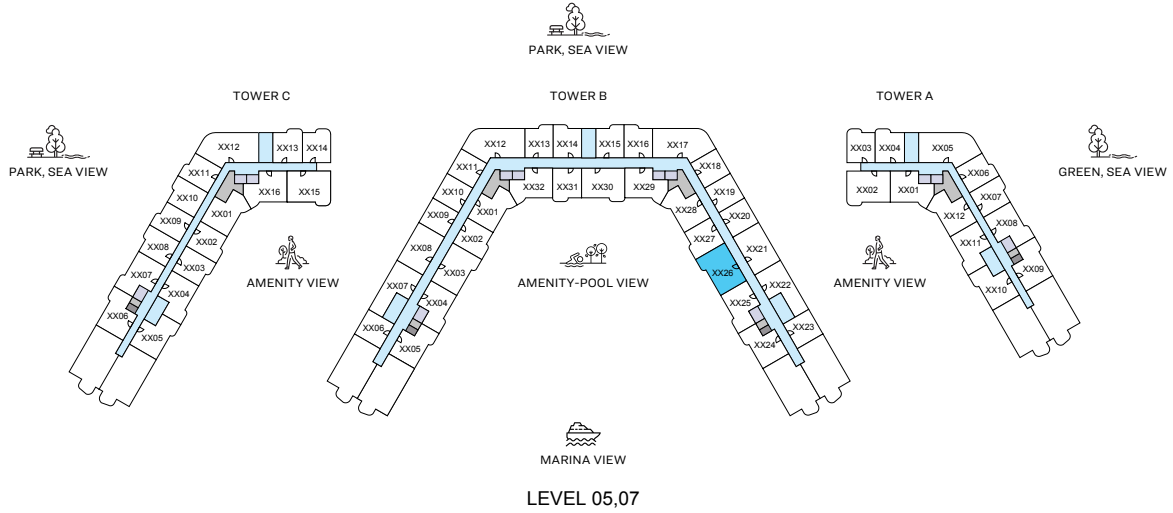 PARK, SEA VIEW
TOWER C
TOWER B
TOWER A
PARK, SEA VIEW
GREEN, SEA VIEW
XX12
XX13
XX14
XX11
XX16
XX15
XX10
XX01
XX09
XX02
XX08
XX03
XX07
XX04
XX06
XX05
AMENITY VIEW
XX12
XX13
XX14
XX15
XX16
XX17
XX11
XX32
XX31
XX30
XX29
XX18
XX10
XX01
XX28
XX19
XX09
XX02
XX27
XX20
XX08
XX03
XX26
XX21
XX07
XX04
XX25
XX22
XX06
XX05
XX24
XX23
AMENITY-POOL VIEW
AMENITY VIEW
XX03
XX04
XX05
XX02
XX01
XX06
XX12
XX07
XX11
XX08
XX10
XX09
MARINA VIEW
LEVEL 05,07